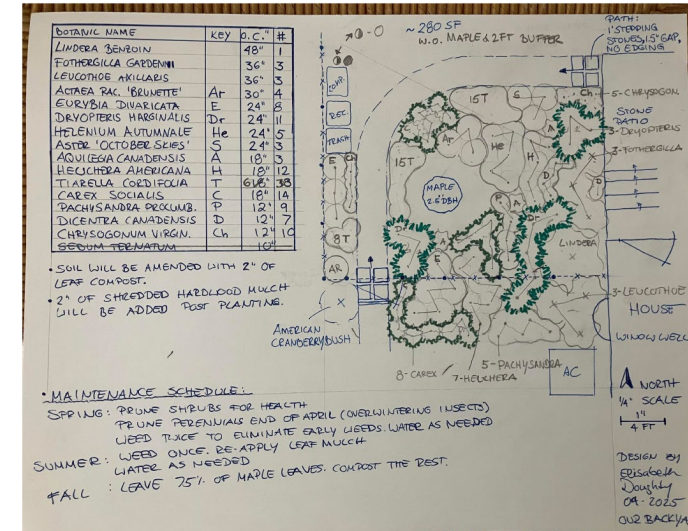 BOTANIC NAME KEY O.C. #
LINDERA BENZOIN 48" 1
FOTHERGILLA GARDENII 36" 3
LEUCOTHOE AXILLARIS 36" 3
ACTAEA RAC. 'BRUNETTE' Ar 30" 4
EURYBIA DIVARICATA E 24" 8
DRYOPTERIS MARGINALIS Dr 24" 11
HELENIUM AUTUMNALE He 24" 5
ASTER 'OCTOBER SKIES' S 24" 3
AQUILEGIA CANADENSIS A 18" 3
HEUCHERA AMERICANA H 18" 12
TIARELLA CORDIFOLIA T 38
CAREX SOCIALIS C 18" 14
PACHYSANDRA PROCUMB. P 12" 9
DICENTRA CANADENSIS D 12" 7
CHRYSOGONUM VIRGIN. Ch 12" 10
SEDUM TERNATUM 10"
• SOIL WILL BE AMENDED WITH 2" OF
LEAF COMPOST.
• 2" OF SHREDDED HARDWOOD MULCH
WILL BE ADDED POST PLANTING.
~280 SF
W.O. MAPLE & 2FT BUFFER
PATH:
1' STEPPING
STONES, 1.5" GAP,
NO EDGING
COMP.
REC
TRASH
E
Ch
8T
AR
15T
S
Ch
5-CHRYSOGON
STONE
PATIO
3-DRYOPTERIS
3-FOTHERGILLA
Ar
He
A
H
D
15T
MAPLE
26" DBH
P
A
Dr
Dr
A
E
D
LINDERA
3-LEUCOTHOE
HOUSE
WINDOW WELL
AMERICAN
CRANBERRYBUSH
8-CAREX
7-HEUCHERA
5-PACHYSANDRA
AC
NORTH
1/4" SCALE
1"
4 FT
• MAINTENANCE SCHEDULE:
SPRING: PRUNE SHRUBS FOR HEALTH
PRUNE PERENNIALS END OF APRIL (OVERWINTERING INSECTS)
WEED TWICE TO ELIMINATE EARLY WEEDS. WATER AS NEEDED
SUMMER: WEED ONCE. RE-APPLY LEAF MULCH
WATER AS NEEDED
FALL : LEAVE 75% OF MAPLE LEAVES. COMPOST THE REST.
DESIGN BY
Elisabeth
Doughty
04-2025
OUR BACKYA